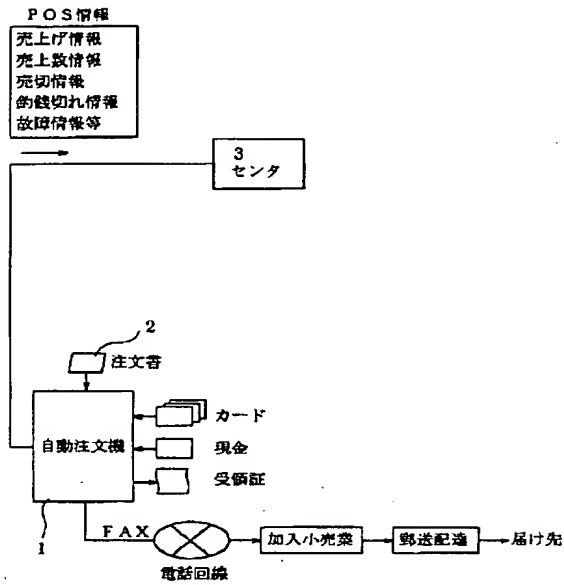 POS情報
売上げ情報
売上数情報
売切情報
的銭切れ情報
故障情報等
3
センタ
2
注文書
カード
自動注文機
現金
受領証
1
FAX
加入小売業
郵送配達
届け先
電話回線